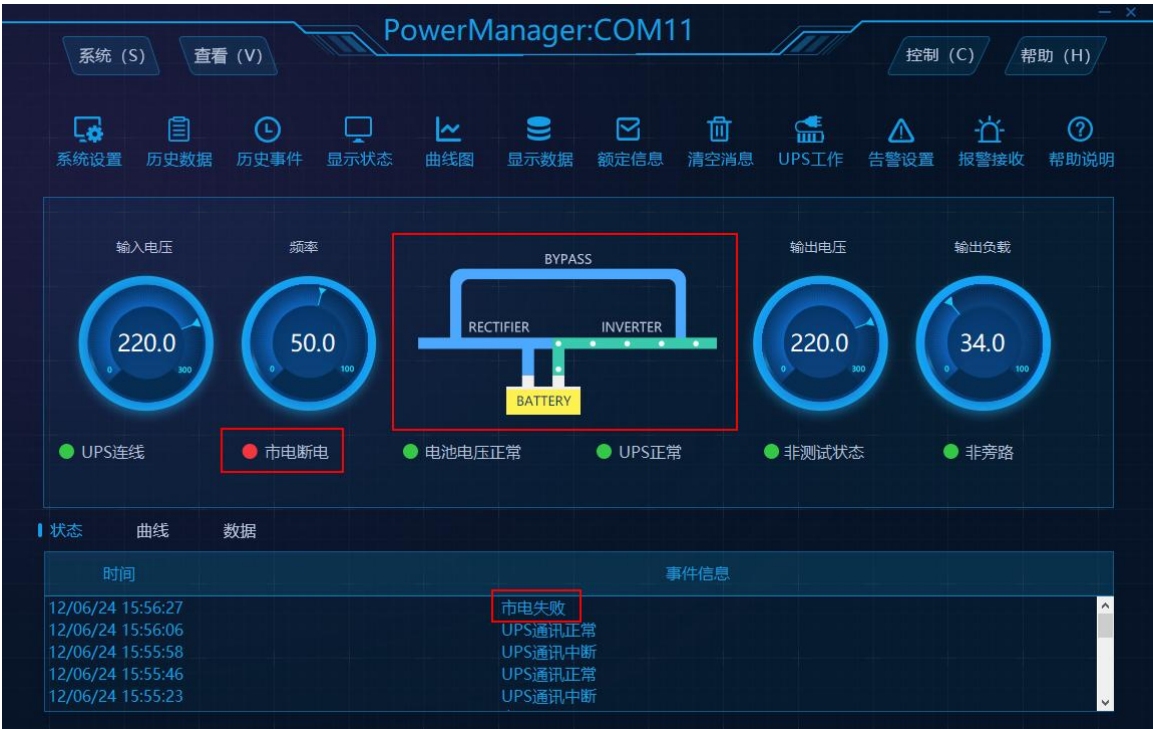 PowerManager:COM11
系统 (S)
查看 (V)
控制 (C)
帮助 (H)
系统设置
历史数据
历史事件
显示状态
曲线图
显示数据
额定信息
清空消息
UPS工作
告警设置
报警接收
帮助说明
输入电压
频率
BYPASS
输出电压
输出负载
RECTIFIER
INVERTER
220.0
0
300
50.0
0
100
220.0
0
300
34.0
0
100
BATTERY
UPS连线
市电断电
电池电压正常
UPS正常
非测试状态
非旁路
状态
曲线
数据
时间
事件信息
12/06/24 15:56:27 市电失败
12/06/24 15:56:06 UPS通讯正常
12/06/24 15:55:58 UPS通讯中断
12/06/24 15:55:46 UPS通讯正常
12/06/24 15:55:23 UPS通讯中断